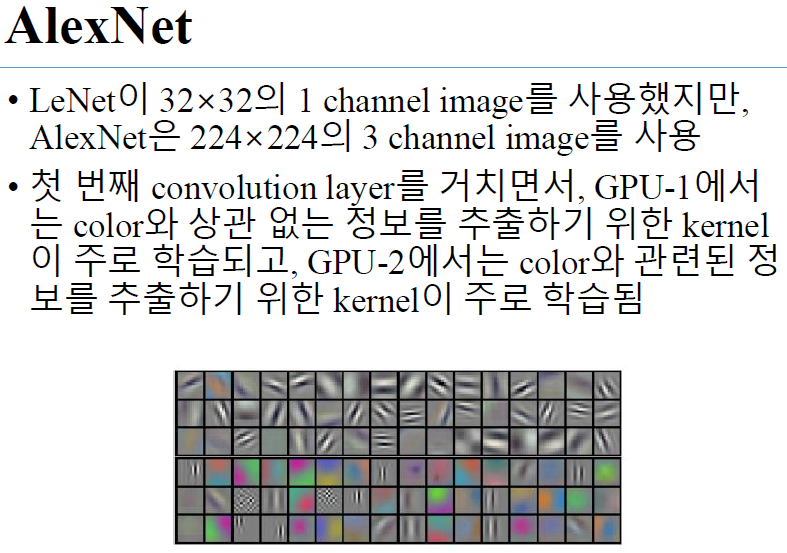 AlexNet
• LeNet이 32×32의 1 channel image를 사용했지만,
AlexNet은 224×224의 3 channel image를 사용
• 첫 번째 convolution layer를 거치면서, GPU-1에서
는 color와 상관 없는 정보를 추출하기 위한 kernel
이 주로 학습되고, GPU-2에서는 color와 관련된 정
보를 추출하기 위한 kernel이 주로 학습됨